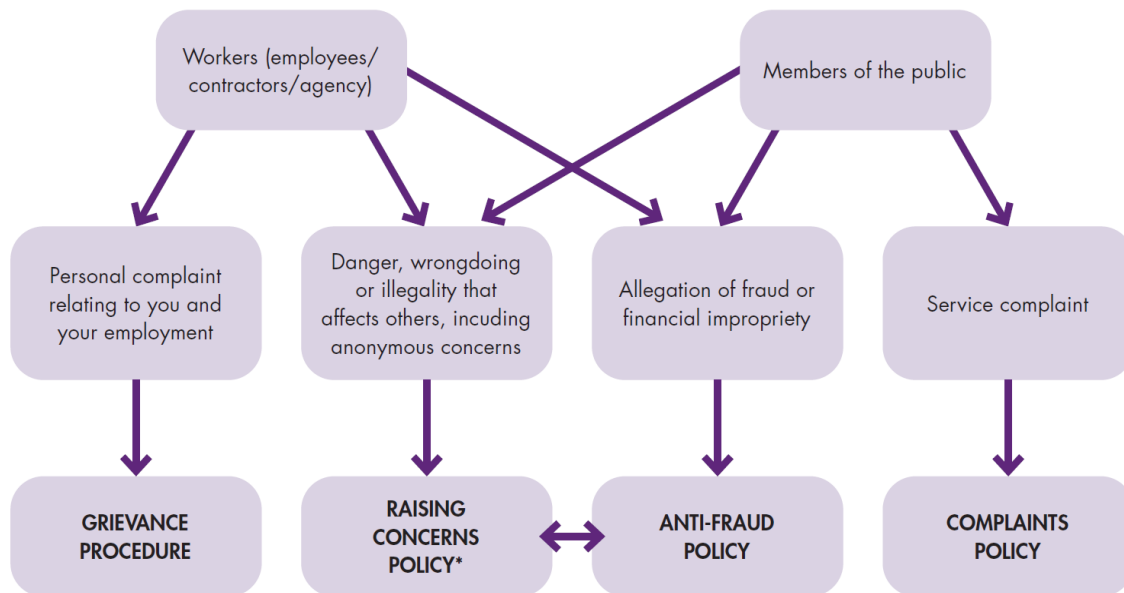 Workers (employees/
contractors/agency)
Members of the public
Personal complaint
relating to you and
your employment
Danger, wrongdoing
or illegality that
affects others, incuding
anonymous concerns
Allegation of fraud or
financial impropriety
Service complaint
GRIEVANCE
PROCEDURE
RAISING
CONCERNS
POLICY*
ANTI-FRAUD
POLICY
COMPLAINTS
POLICY